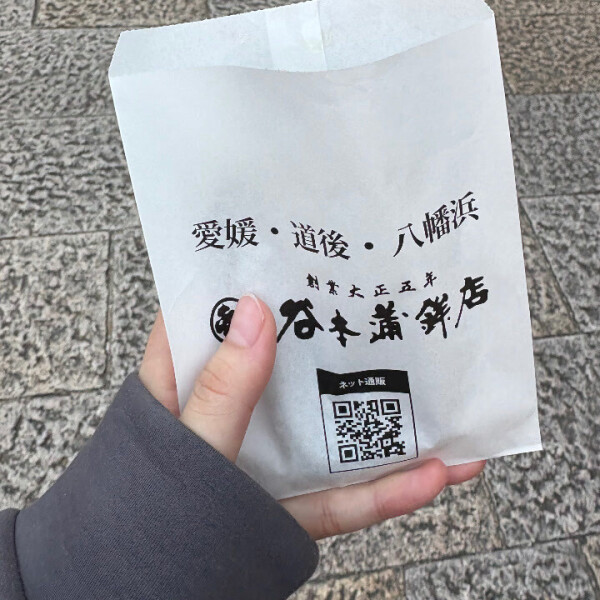 愛媛・道後・八幡浜
創業大正五年
谷本蒲鉾店
ネット通販